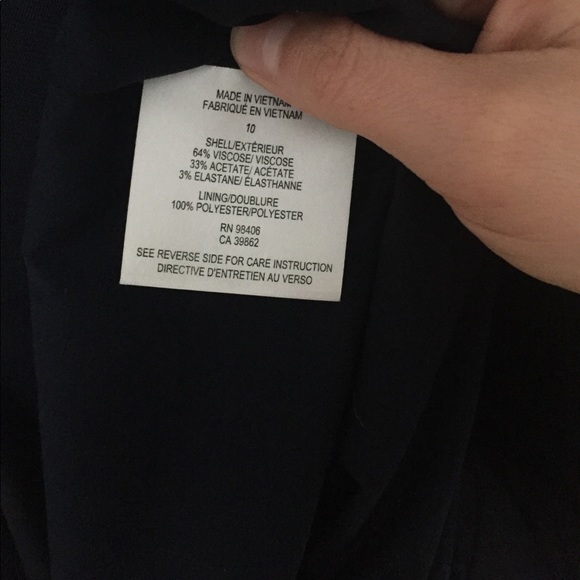 MADE IN VIETNAM
FABRIQUÉ EN VIETNAM
10
SHELL/EXTÉRIEUR
64% VISCOSE/ VISCOSE
33% ACETATE/ ACÉTATE
3% ELASTANE/ ÉLASTHANNE
LINING/DOUBLURE
100% POLYESTER/POLYESTER
RN 98406
CA 39862
SEE REVERSE SIDE FOR CARE INSTRUCTION
DIRECTIVE D'ENTRETIEN AU VERSO